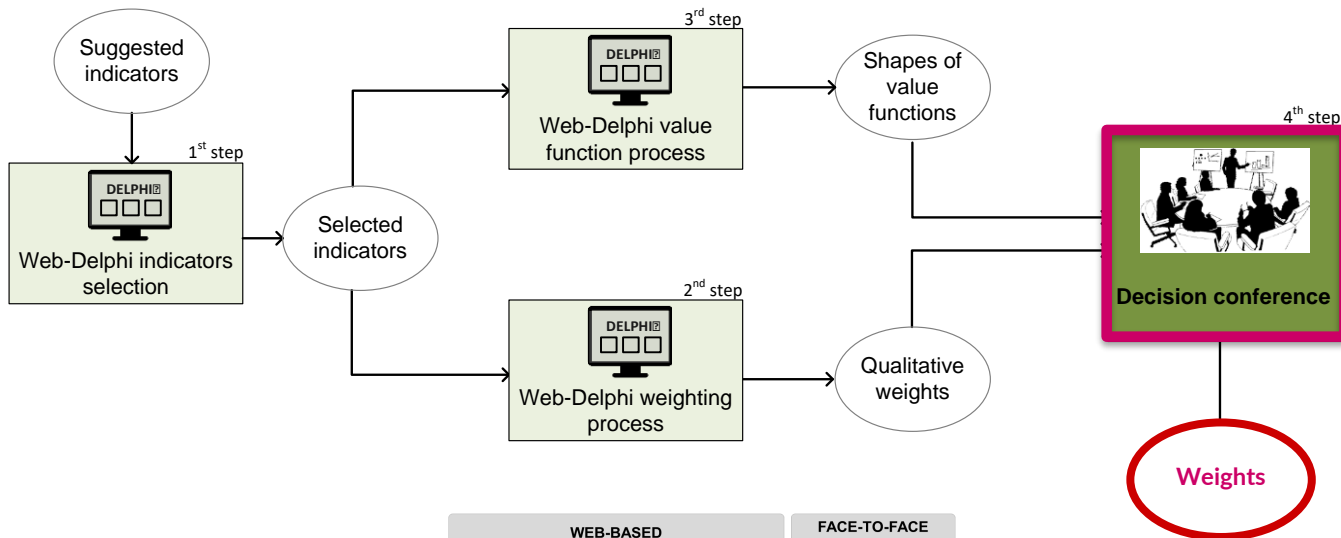 Suggested
indicators
1st step
DELPHI⍰
Web-Delphi indicators
selection
Selected
indicators
3rd step
DELPHI⍰
Web-Delphi value
function process
Shapes of
value
functions
2nd step
DELPHI⍰
Web-Delphi weighting
process
Qualitative
weights
4th step
Decision conference
Weights
WEB-BASED
FACE-TO-FACE